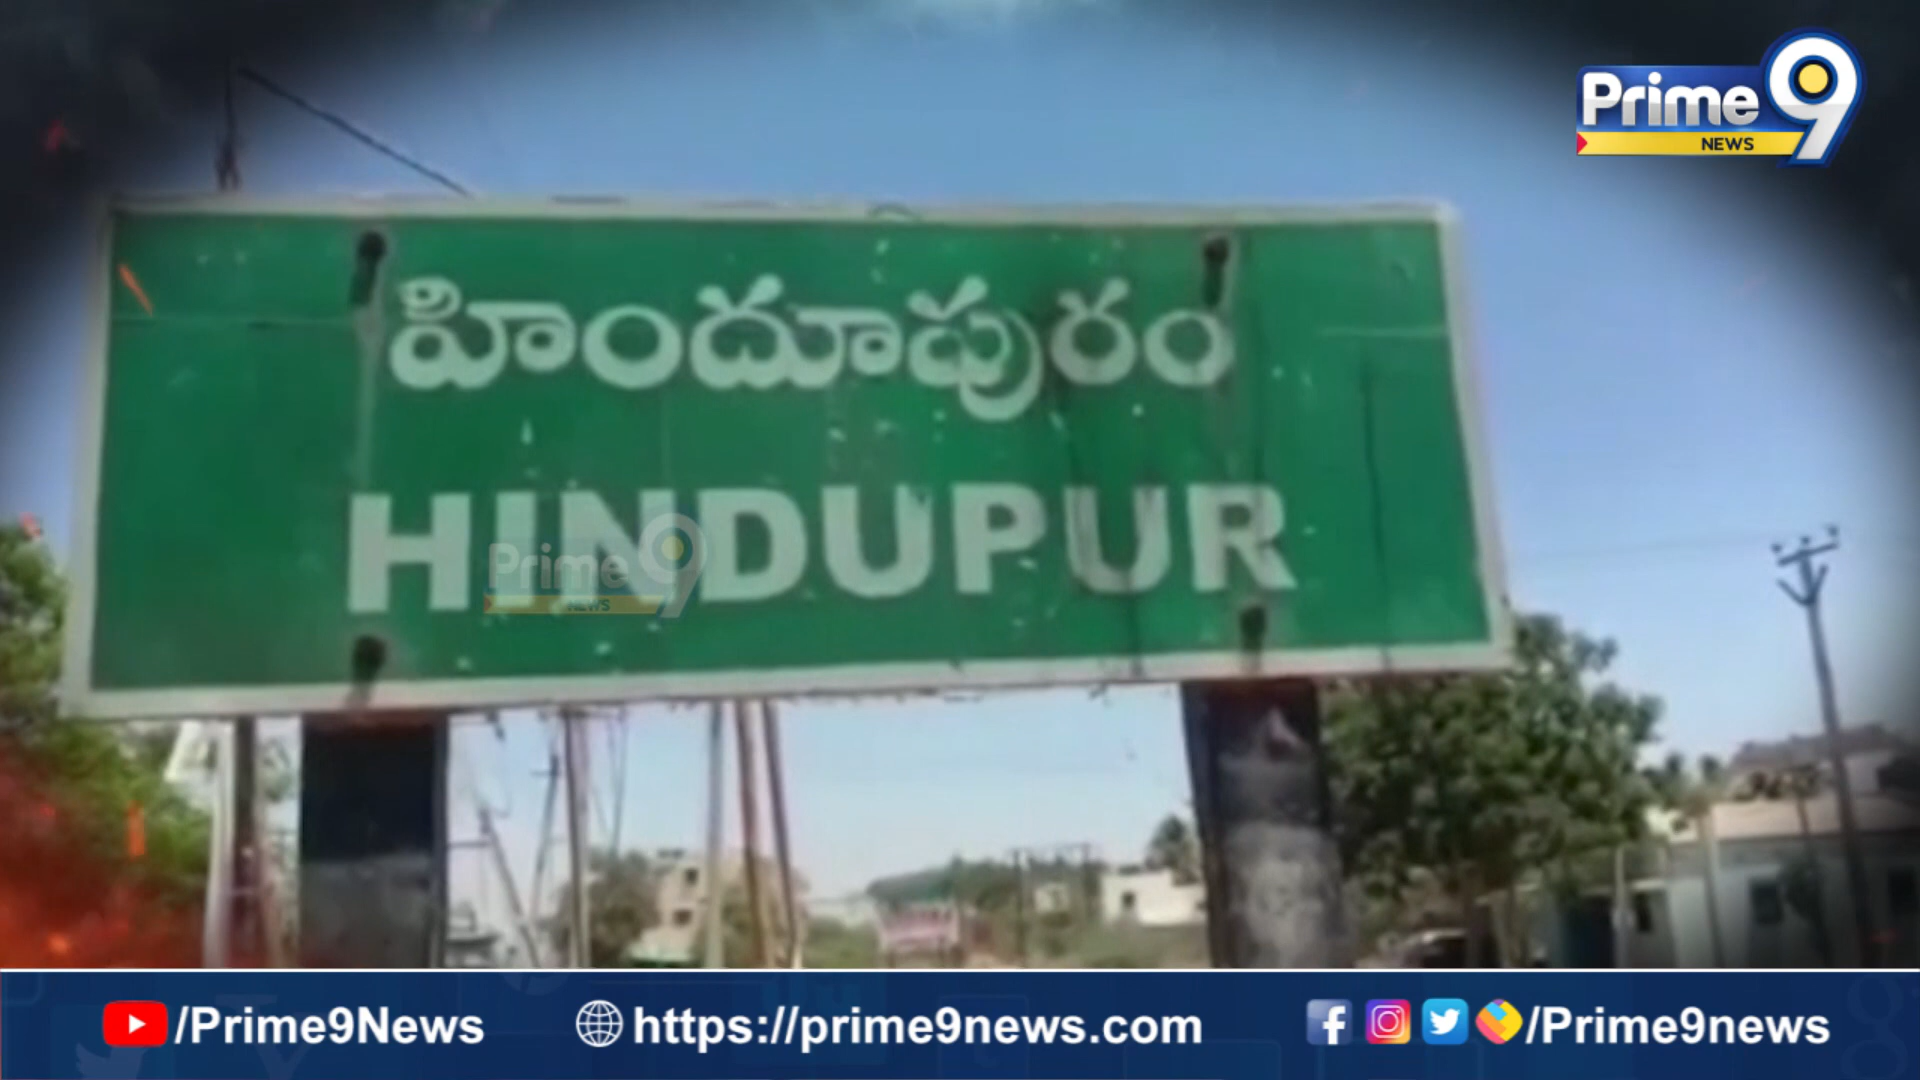 Prime9
NEWS
హిందూపురం
HINDUPUR
Prime9
NEWS
/Prime9News
https://prime9news.com
/Prime9news